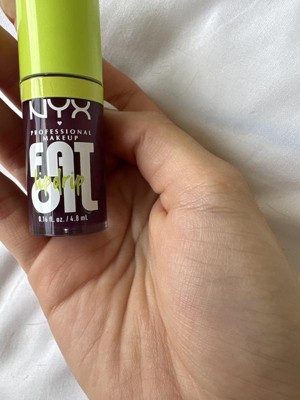 NYX
PROFESSIONAL
MAKEUP
FAT
lip drip
OIL
0.16 fl. oz. / 4.8 mL